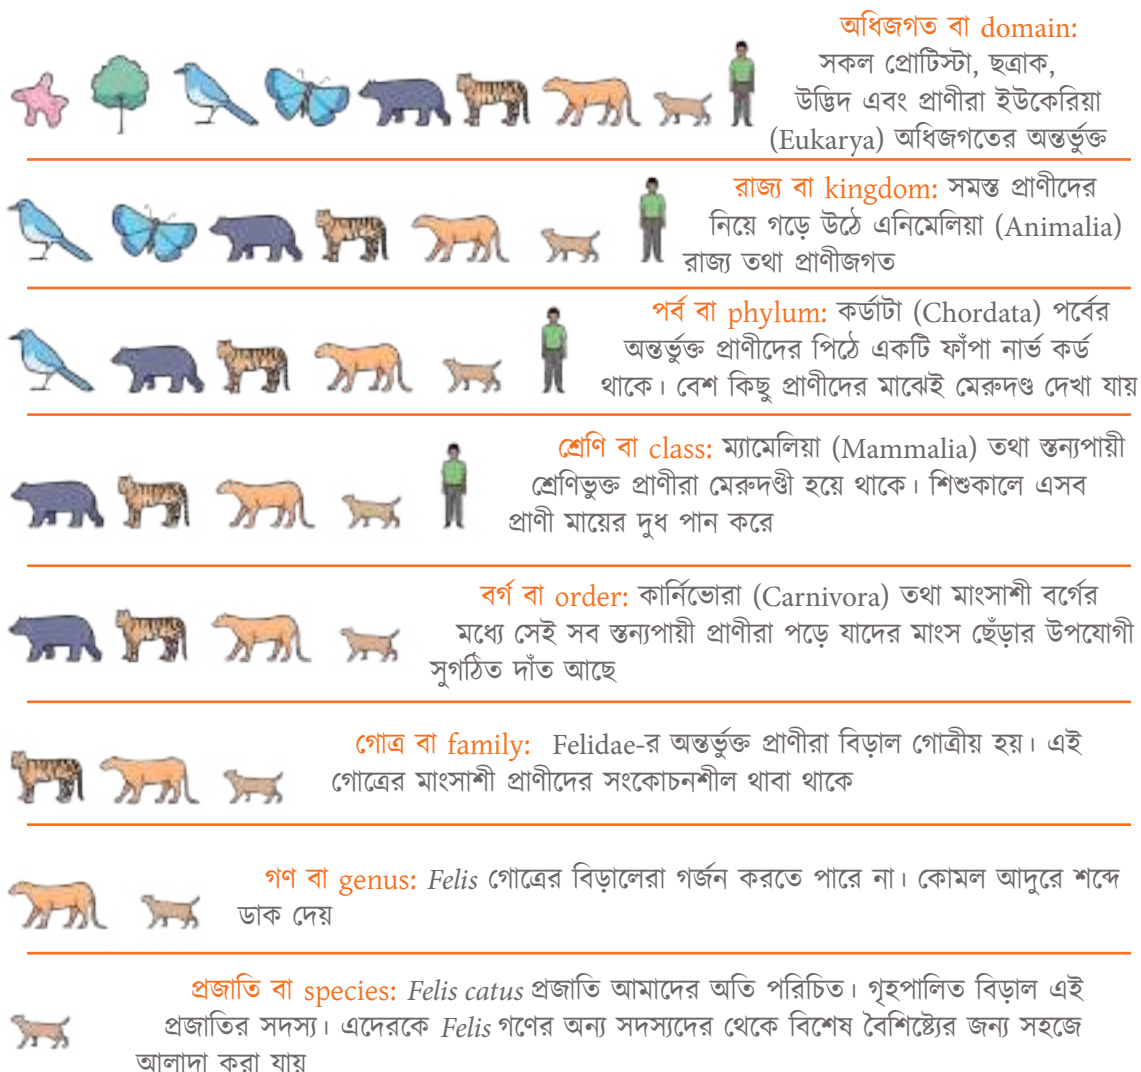 অধিজগত বা domain:
সকল প্রোটিস্টা, ছত্রাক,
উদ্ভিদ এবং প্রাণীরা ইউকেরিয়া
(Eukarya) অধিজগতের অন্তর্ভুক্ত
রাজ্য বা kingdom: সমস্ত প্রাণীদের
নিয়ে গড়ে উঠে এনিমেলিয়া (Animalia)
রাজ্য তথা প্রাণীজগত
পর্ব বা phylum: কর্ডাটা (Chordata) পর্বের
অন্তর্ভুক্ত প্রাণীদের পিঠে একটি ফাঁপা নার্ভ কর্ড
থাকে। বেশ কিছু প্রাণীদের মাঝেই মেরুদণ্ড দেখা যায়
শ্রেণি বা class: ম্যামেলিয়া (Mammalia) তথা স্তন্যপায়ী
শ্রেণিভুক্ত প্রাণীরা মেরুদণ্ডী হয়ে থাকে। শিশুকালে এসব
প্রাণী মায়ের দুধ পান করে
বর্গ বা order: কার্নিভোরা (Carnivora) তথা মাংসাশী বর্গের
মধ্যে সেই সব স্তন্যপায়ী প্রাণীরা পড়ে যাদের মাংস ছেঁড়ার উপযোগী
সুগঠিত দাঁত আছে
গোত্র বা family: Felidae-র অন্তর্ভুক্ত প্রাণীরা বিড়াল গোত্রীয় হয়। এই
গোত্রের মাংসাশী প্রাণীদের সংকোচনশীল থাবা থাকে
গণ বা genus: Felis গোত্রের বিড়ালেরা গর্জন করতে পারে না। কোমল আদুরে শব্দে
ডাক দেয়
প্রজাতি বা species: Felis catus প্রজাতি আমাদের অতি পরিচিত। গৃহপালিত বিড়াল এই
প্রজাতির সদস্য। এদেরকে Felis গণের অন্য সদস্যদের থেকে বিশেষ বৈশিষ্ট্যের জন্য সহজে
আলাদা করা যায়